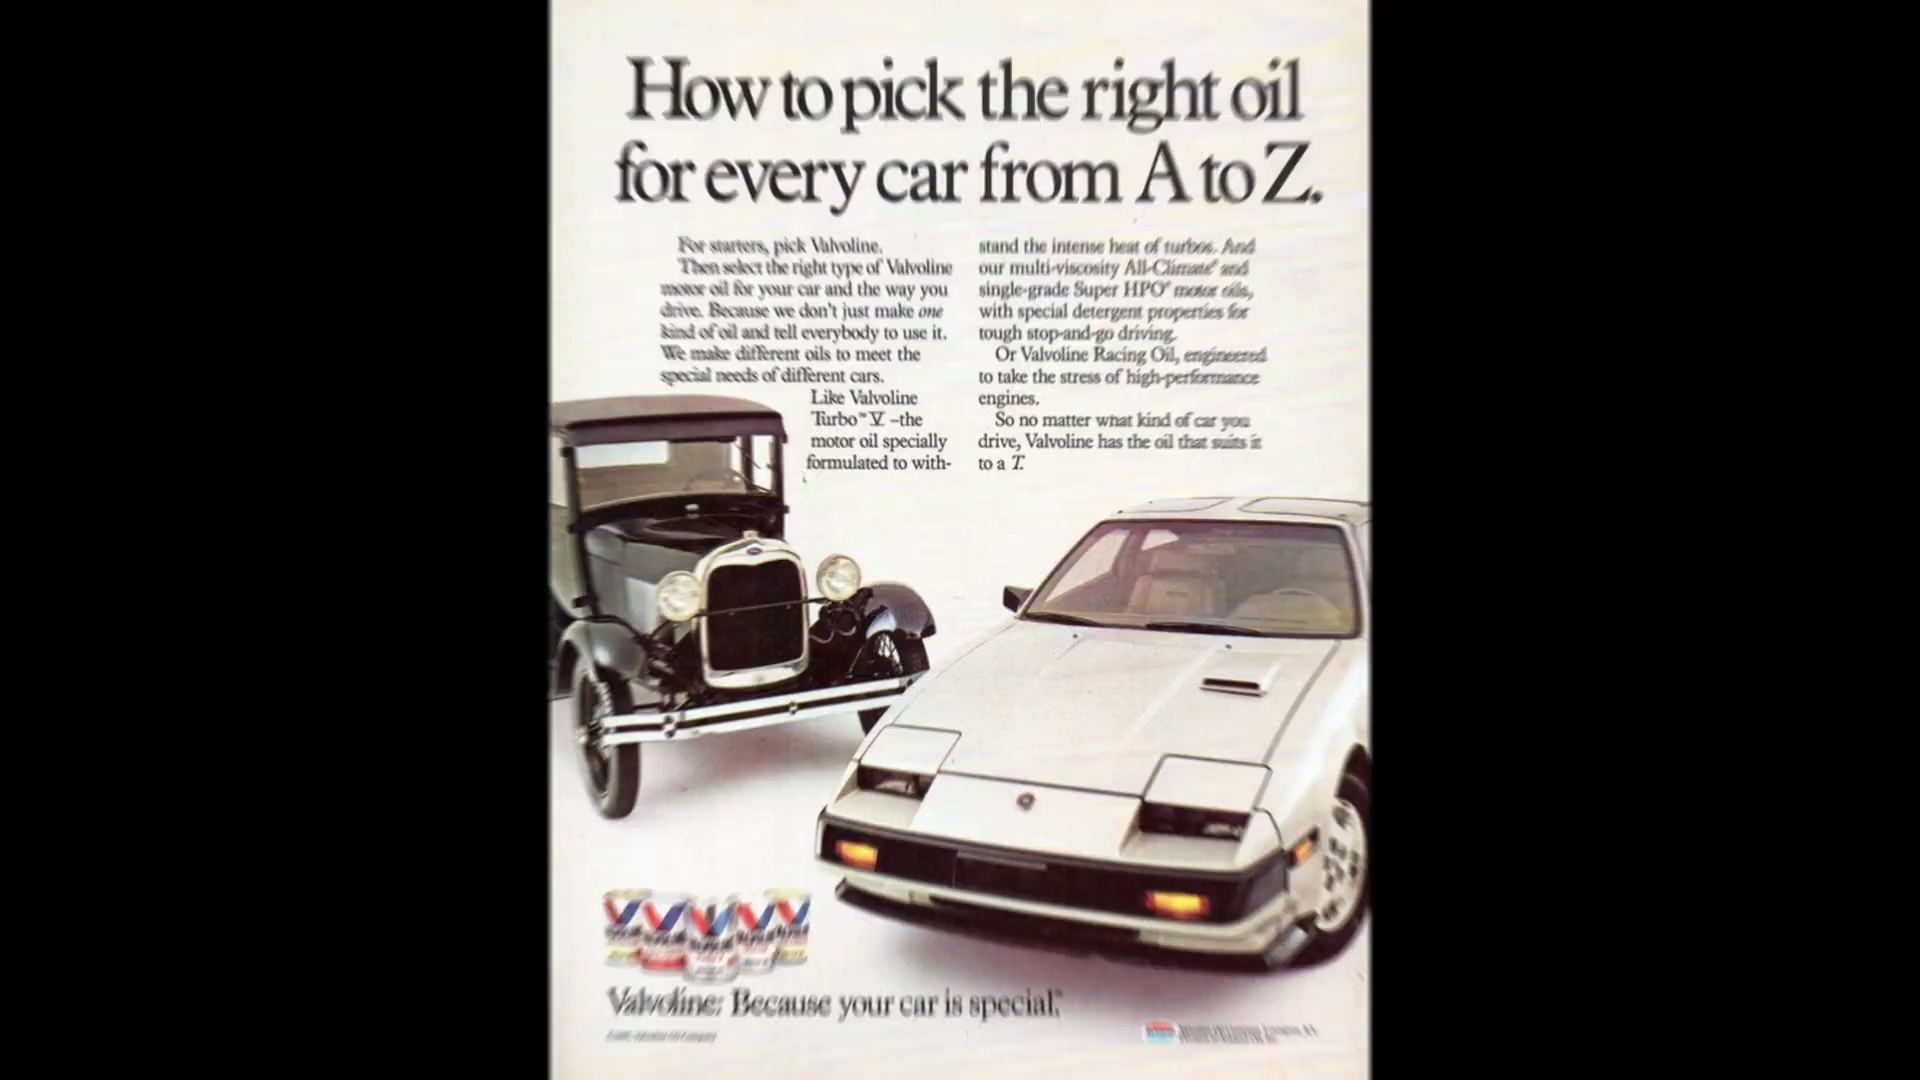 How to pick the right oil
for every car from A to Z.
For starters, pick Valvoline.
Then select the right type of Valvoline
motor oil for your car and the way you
drive. Because we don't just make one
kind of oil and tell everybody to use it.
We make different oils to meet the
special needs of different cars.
Like Valvoline
Turbo™ V –the
motor oil specially
formulated to with-
stand the intense heat of turbos. And
our multi-viscosity All-Climate® and
single-grade Super HPO® motor oils,
with special detergent properties for
tough stop-and-go driving.
Or Valvoline Racing Oil, engineered
to take the stress of high-performance
engines.
So no matter what kind of car you
drive, Valvoline has the oil that suits it
to a T.
Valvoline: Because your car is special.